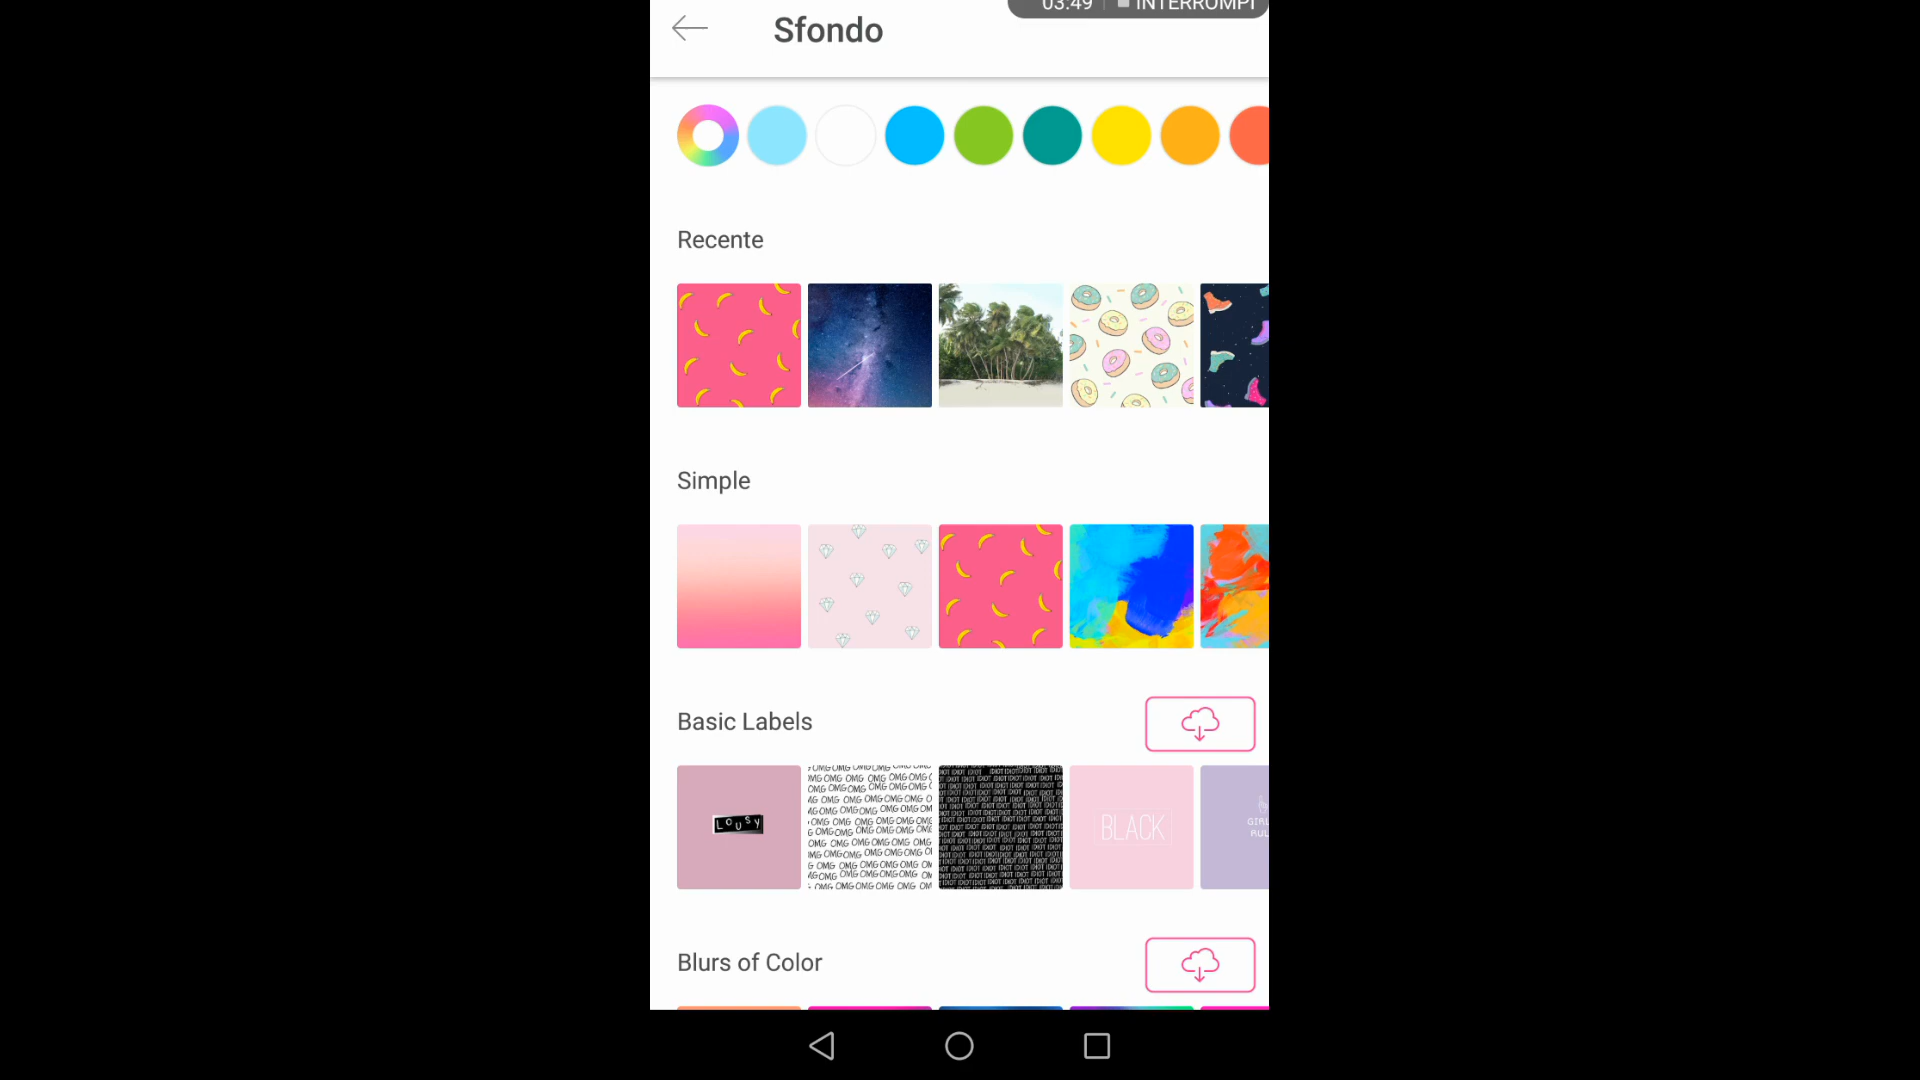 03:49 INTERROMPI
Sfondo
Recente
Simple
Basic Labels
LOUSY
BLACK
Blurs of Color